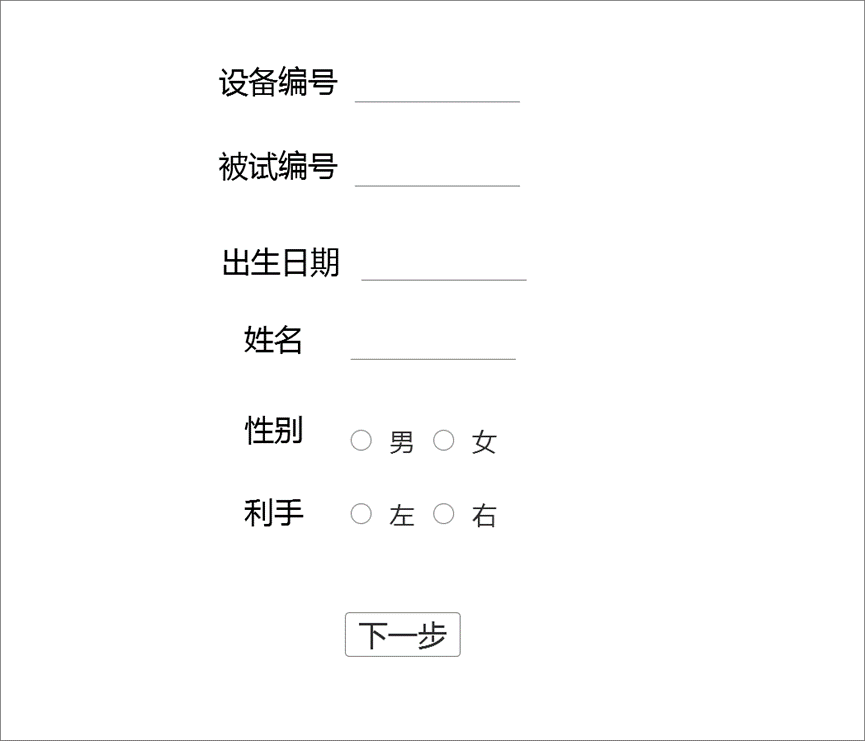 设备编号
被试编号
出生日期
姓名
性别 男 女
利手 左 右
下一步